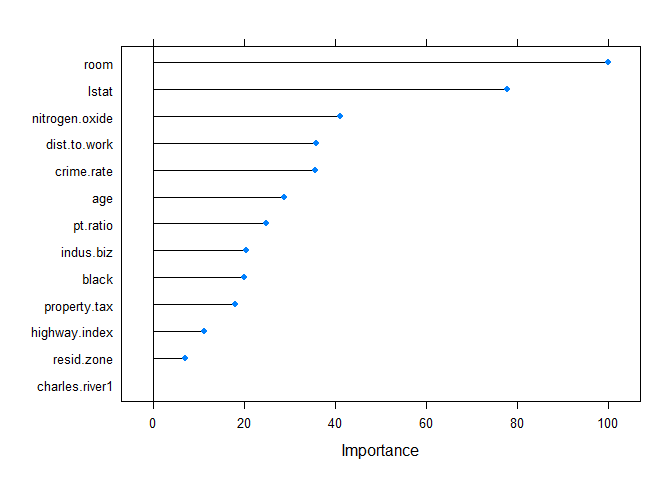 room
lstat
nitrogen.oxide
dist.to.work
crime.rate
age
pt.ratio
indus.biz
black
property.tax
highway.index
resid.zone
charles.river1
0 20 40 60 80 100
Importance